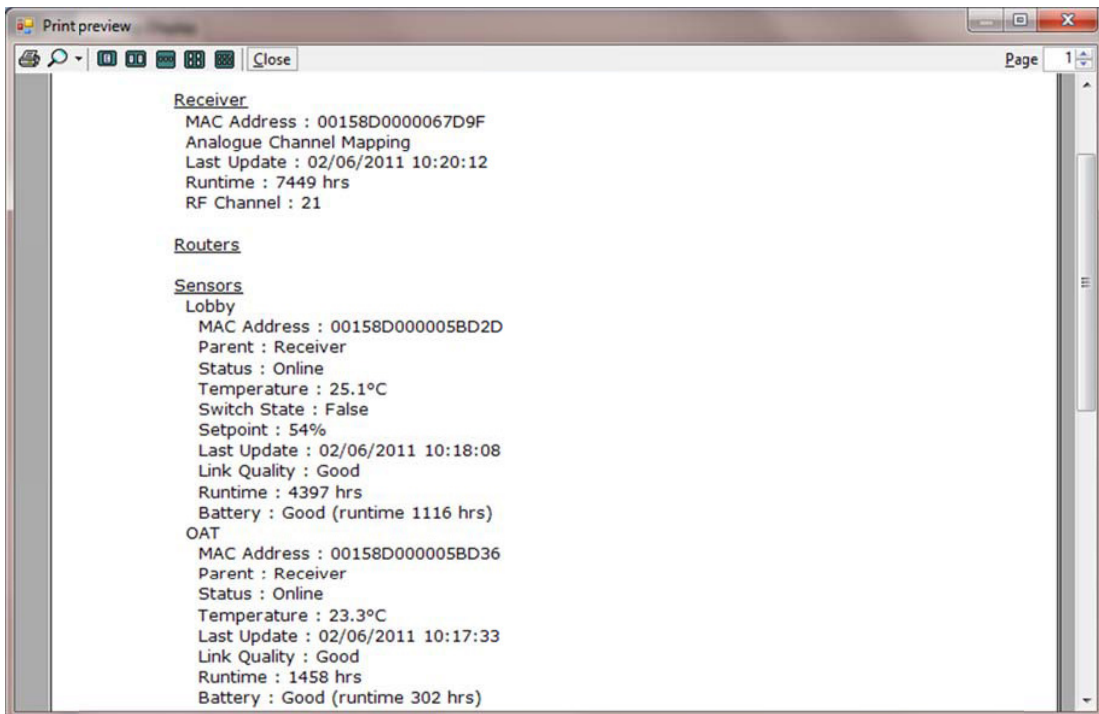 Print preview
Close
Page 1
Receiver
MAC Address : 00158D0000067D9F
Analogue Channel Mapping
Last Update : 02/06/2011 10:20:12
Runtime : 7449 hrs
RF Channel : 21
Routers
Sensors
Lobby
MAC Address : 00158D000005BD2D
Parent : Receiver
Status : Online
Temperature : 25.1ºC
Switch State : False
Setpoint : 54%
Last Update : 02/06/2011 10:18:08
Link Quality : Good
Runtime : 4397 hrs
Battery : Good (runtime 1116 hrs)
OAT
MAC Address : 00158D000005BD36
Parent : Receiver
Status : Online
Temperature : 23.3ºC
Last Update : 02/06/2011 10:17:33
Link Quality : Good
Runtime : 1458 hrs
Battery : Good (runtime 302 hrs)